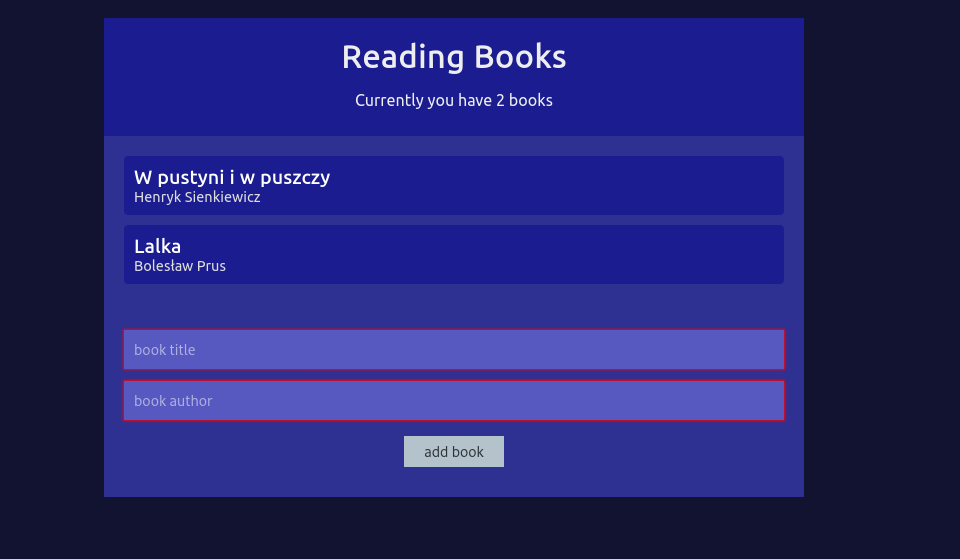 Reading Books
Currently you have 2 books
W pustyni i w puszczy
Henryk Sienkiewicz
Lalka
Bolesław Prus
book title
book author
add book